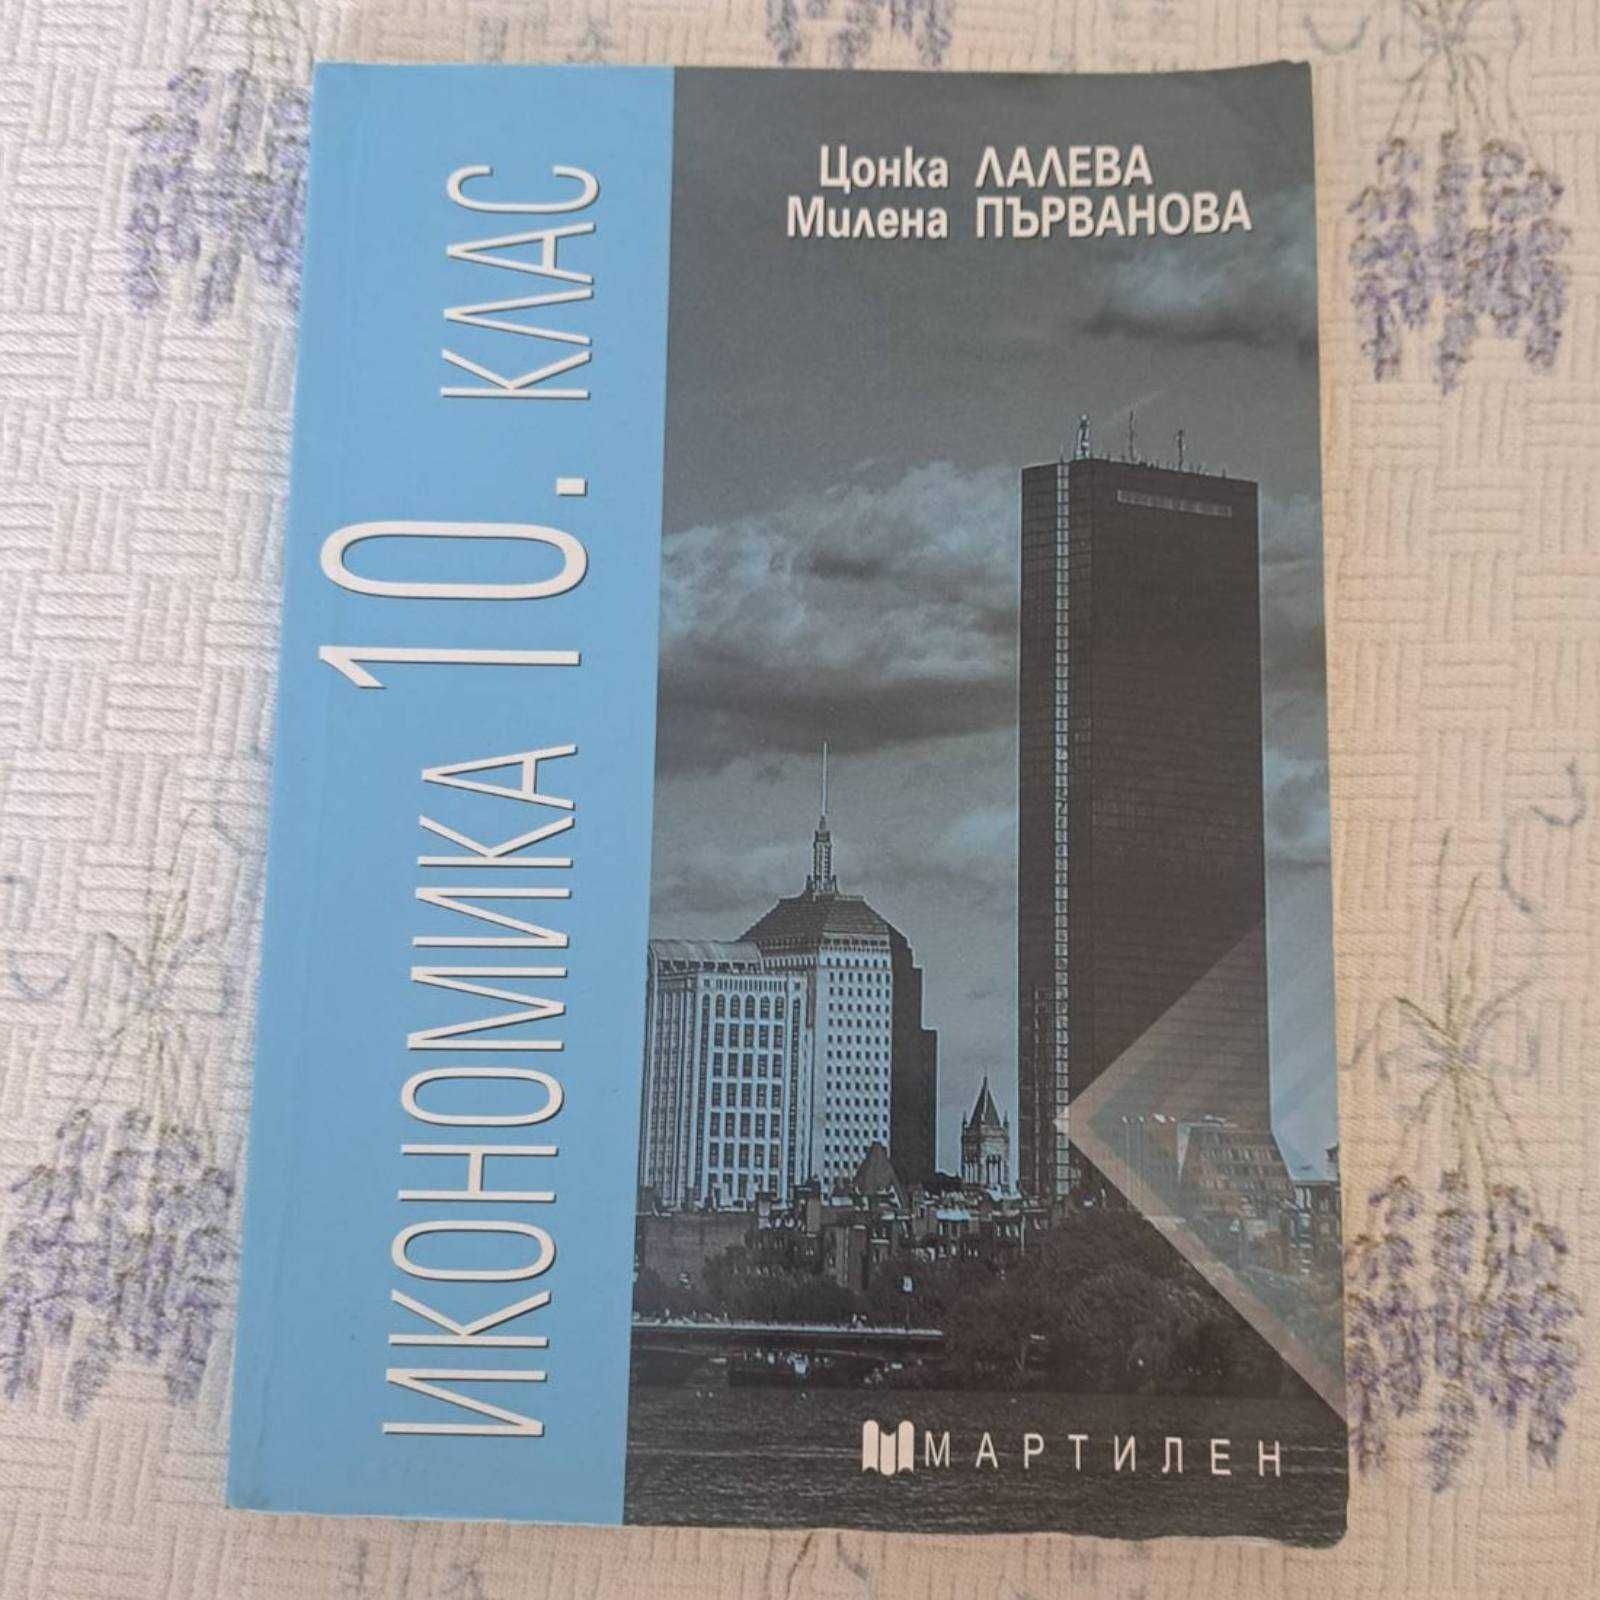 Цонка ЛАЛЕВА
Милена ПЪРВАНОВА
ИКОНОМИКА 10. КЛАС
МАРТИЛЕН